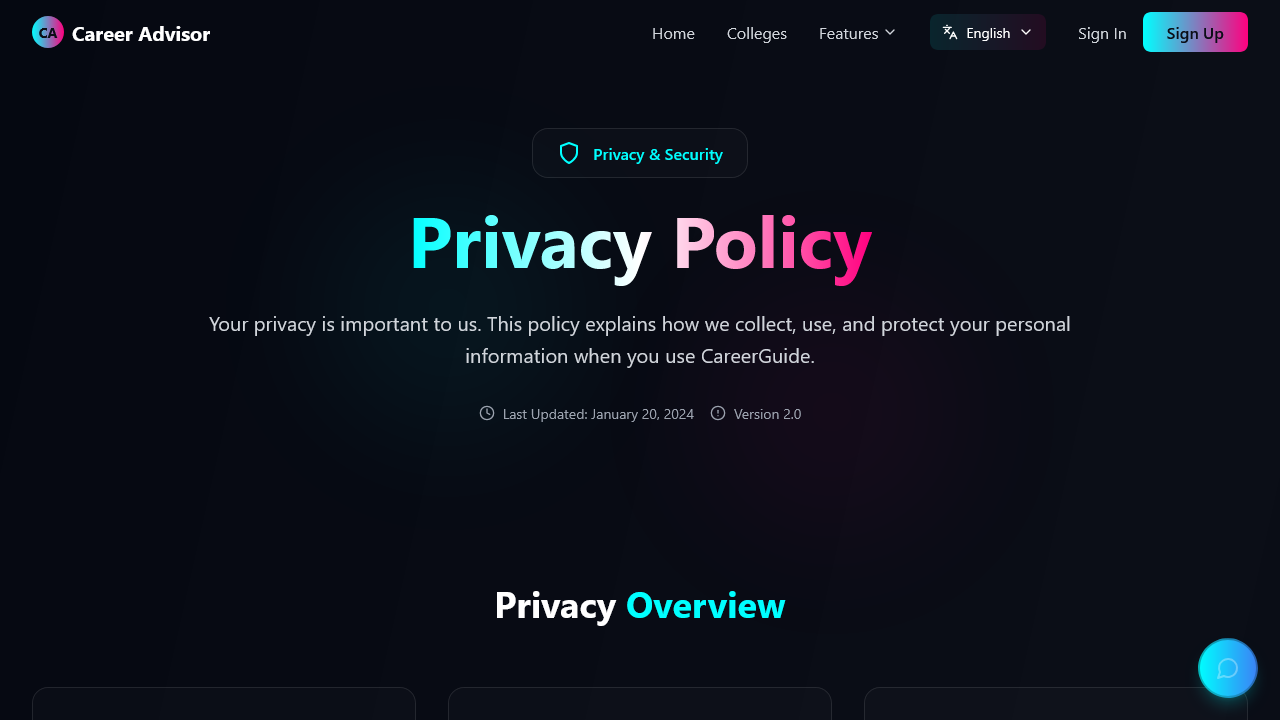 CA Career Advisor
Home
Colleges
Features
English
Sign In
Sign Up
Privacy & Security
Privacy Policy
Your privacy is important to us. This policy explains how we collect, use, and protect your personal
information when you use CareerGuide.
Last Updated: January 20, 2024
Version 2.0
Privacy Overview